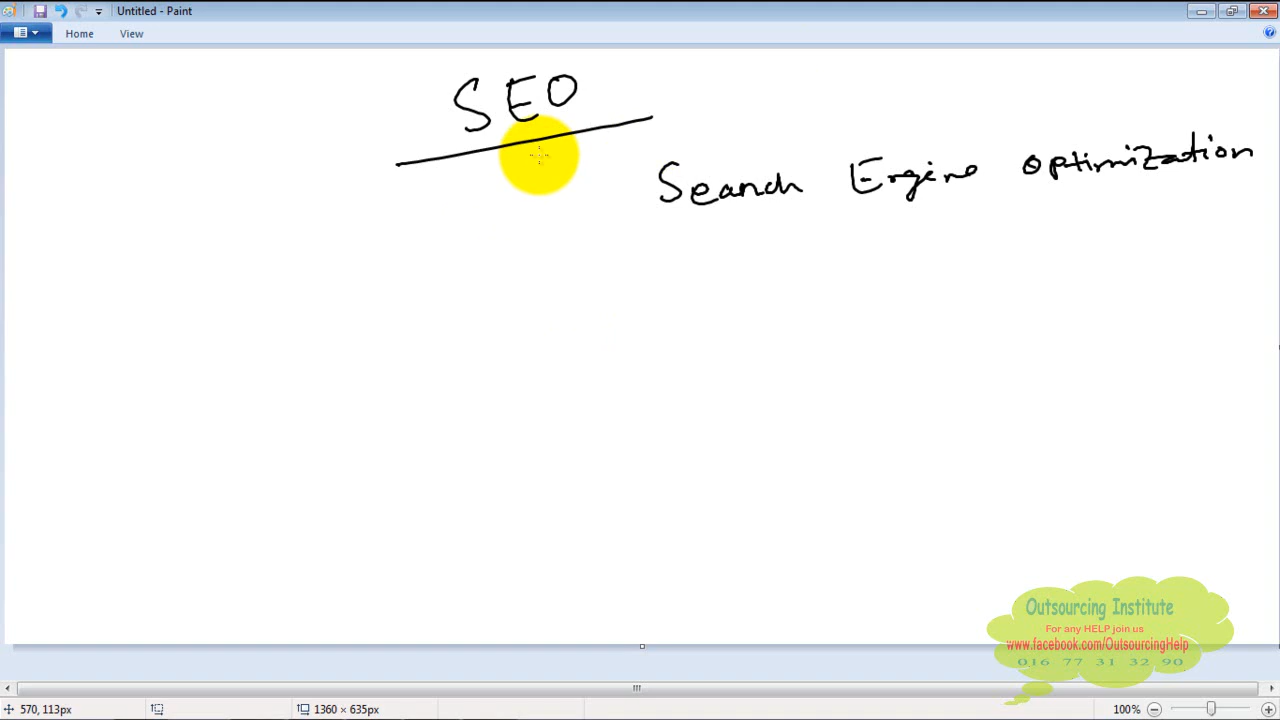 Untitled - Paint
Home View
SEO
Search Engine optimization
Outsourcing Institute
For any HELP join us
www.facebook.com/OutsourcingHelp
016 77 31 32 90
570, 113px
1360 × 635px
100%